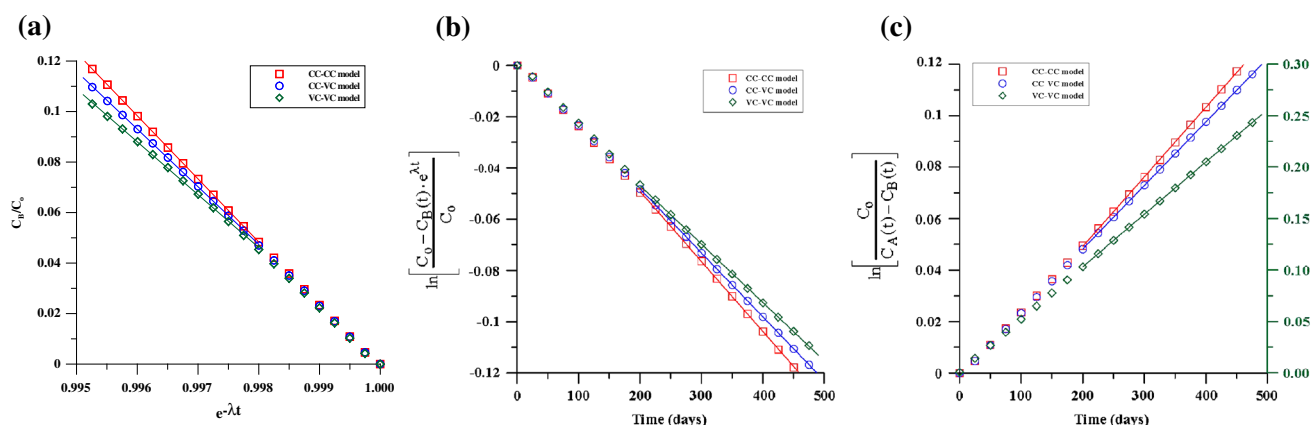 (a)
0.12
0.1
0.08
0.06
0.04
0.02
0
C_B/C_o
0.995
0.996
0.997
0.998
0.999
1.000
e-λt
CC-CC model
CC-VC model
VC-VC model
(b)
0
-0.02
-0.04
-0.06
-0.08
-0.1
-0.12
ln[(C_o − C_B(t)·e^λt)/C_o]
0
100
200
300
400
500
Time (days)
CC-CC model
CC-VC model
VC-VC model
(c)
0.12
0.1
0.08
0.06
0.04
0.02
0
ln[C_o/(C_A(t) − C_B(t))]
0
100
200
300
400
500
Time (days)
CC-CC model
CC-VC model
VC-VC model
0.30
0.25
0.20
0.15
0.10
0.05
0.00